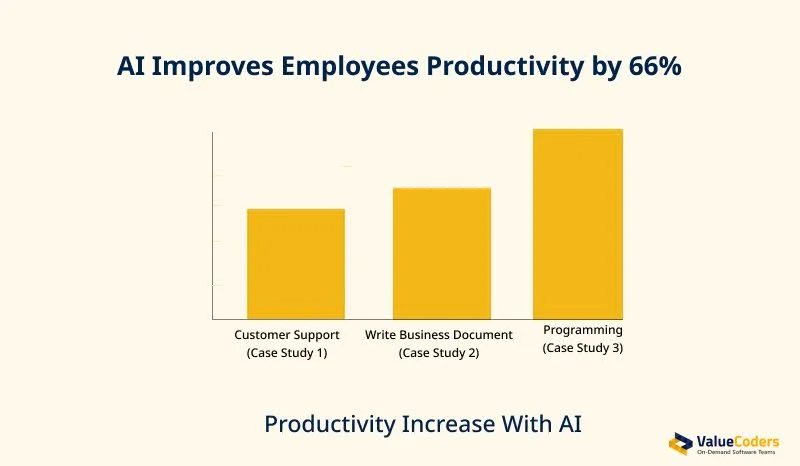 AI Improves Employees Productivity by 66%
Customer Support
(Case Study 1)
Write Business Document
(Case Study 2)
Programming
(Case Study 3)
Productivity Increase With AI
ValueCoders
On-Demand Software Teams